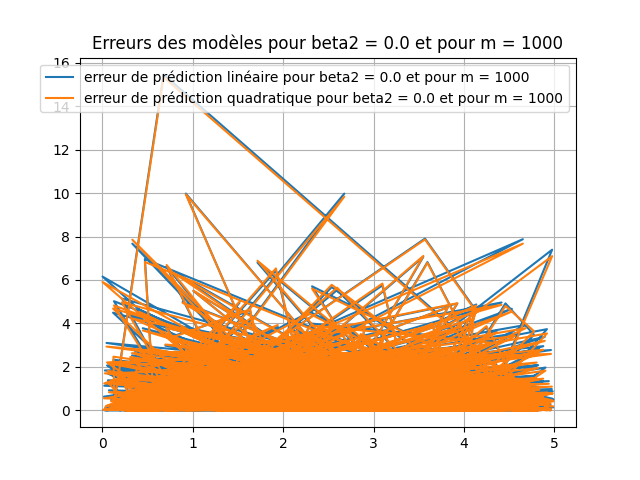 Erreurs des modèles pour beta2 = 0.0 et pour m = 1000
erreur de prédiction linéaire pour beta2 = 0.0 et pour m = 1000
erreur de prédiction quadratique pour beta2 = 0.0 et pour m = 1000
16
14
12
10
8
6
4
2
0
0 1 2 3 4 5